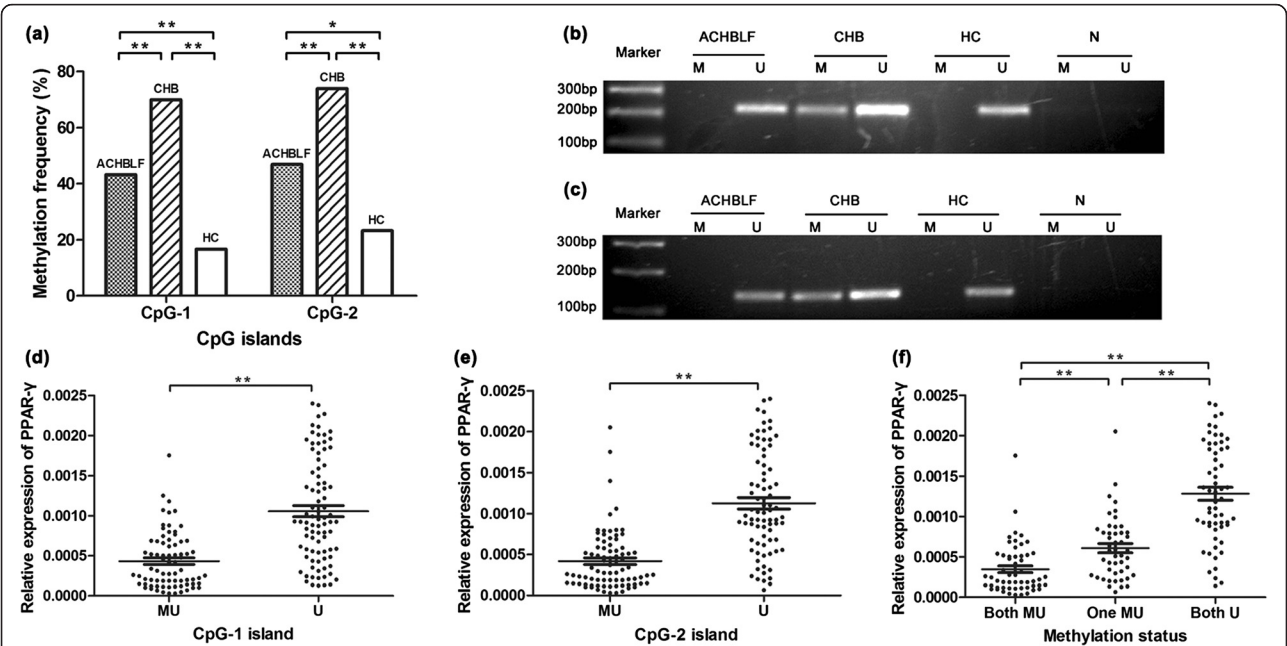 (a)
** *
** ** ** **
Methylation frequency (%)
80
60
40
20
0
ACHBLF CHB HC ACHBLF CHB HC
CpG-1 CpG-2
CpG islands
(b)
Marker ACHBLF CHB HC N
M U M U M U M U
300bp
200bp
100bp
(c)
Marker ACHBLF CHB HC N
M U M U M U M U
300bp
200bp
100bp
(d)
**
Relative expression of PPAR-γ
0.0025
0.0020
0.0015
0.0010
0.0005
0.0000
MU U
CpG-1 island
(e)
**
Relative expression of PPAR-γ
0.0025
0.0020
0.0015
0.0010
0.0005
0.0000
MU U
CpG-2 island
(f)
**
** **
Relative expression of PPAR-γ
0.0025
0.0020
0.0015
0.0010
0.0005
0.0000
Both MU One MU Both U
Methylation status